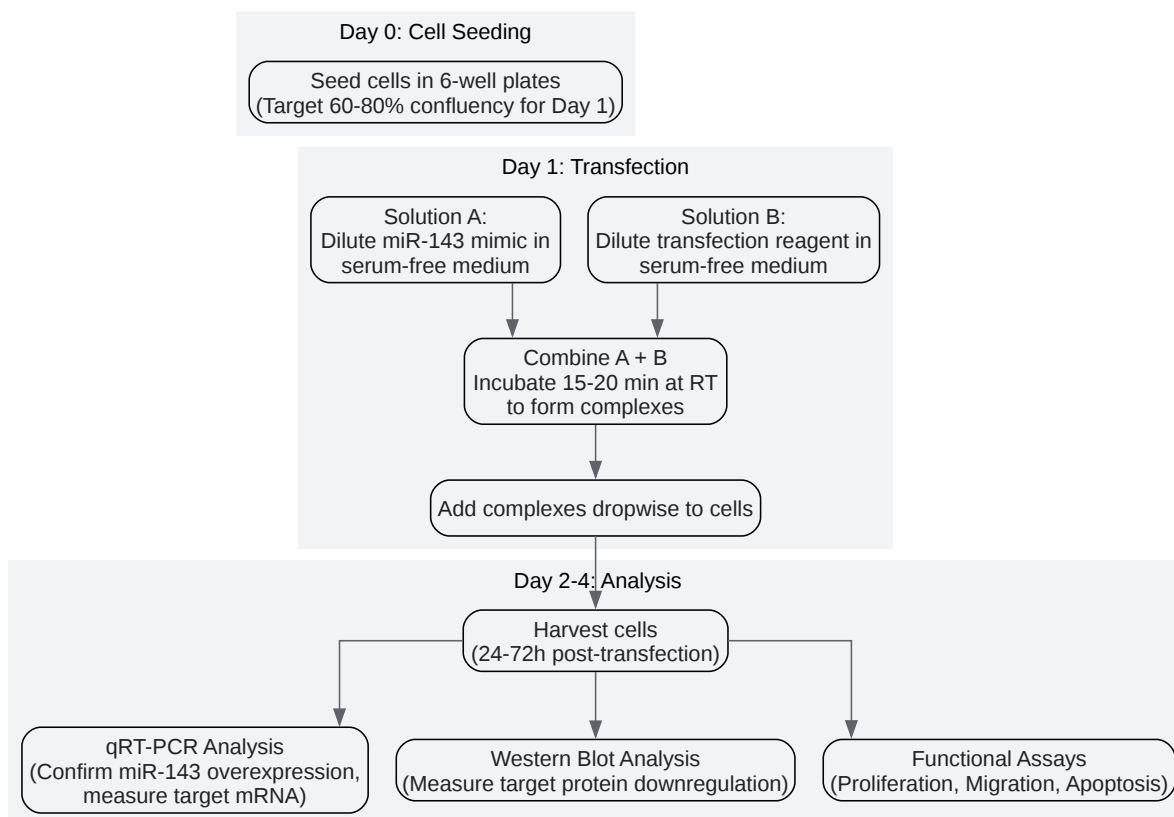 Day 0: Cell Seeding
Seed cells in 6-well plates
(Target 60-80% confluency for Day 1)
Day 1: Transfection
Solution A:
Dilute miR-143 mimic in
serum-free medium
Solution B:
Dilute transfection reagent in
serum-free medium
Combine A + B
Incubate 15-20 min at RT
to form complexes
Add complexes dropwise to cells
Day 2-4: Analysis
Harvest cells
(24-72h post-transfection)
qRT-PCR Analysis
(Confirm miR-143 overexpression,
measure target mRNA)
Western Blot Analysis
(Measure target protein downregulation)
Functional Assays
(Proliferation, Migration, Apoptosis)